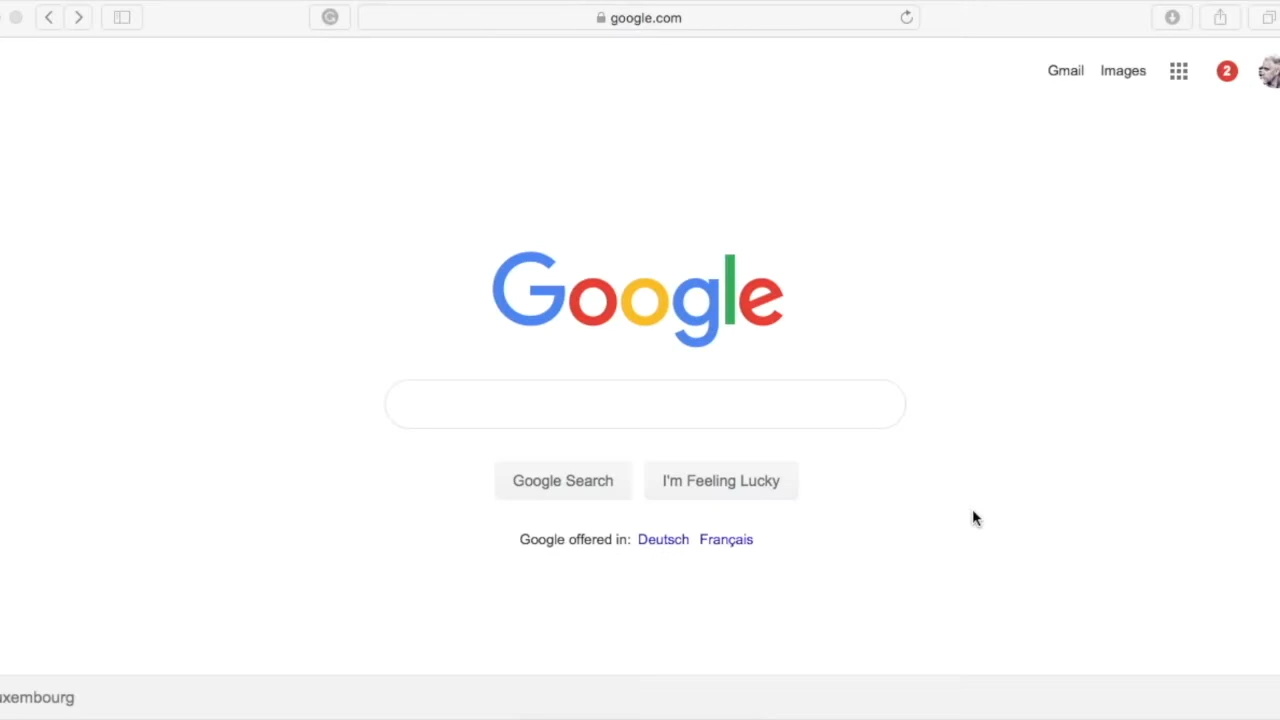 google.com
Gmail Images 2
Google
Google Search I'm Feeling Lucky
Google offered in: Deutsch Français
uxembourg